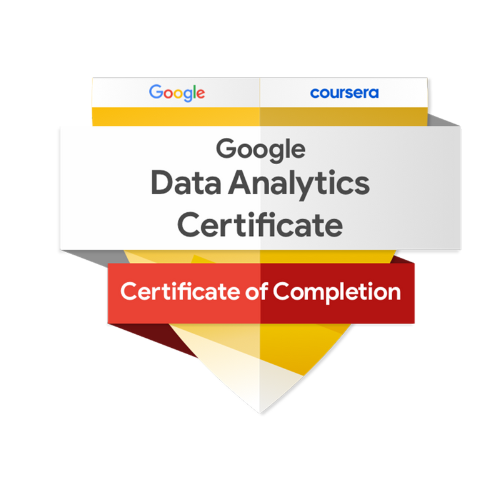 Google coursera
Google
Data Analytics
Certificate
Certificate of Completion